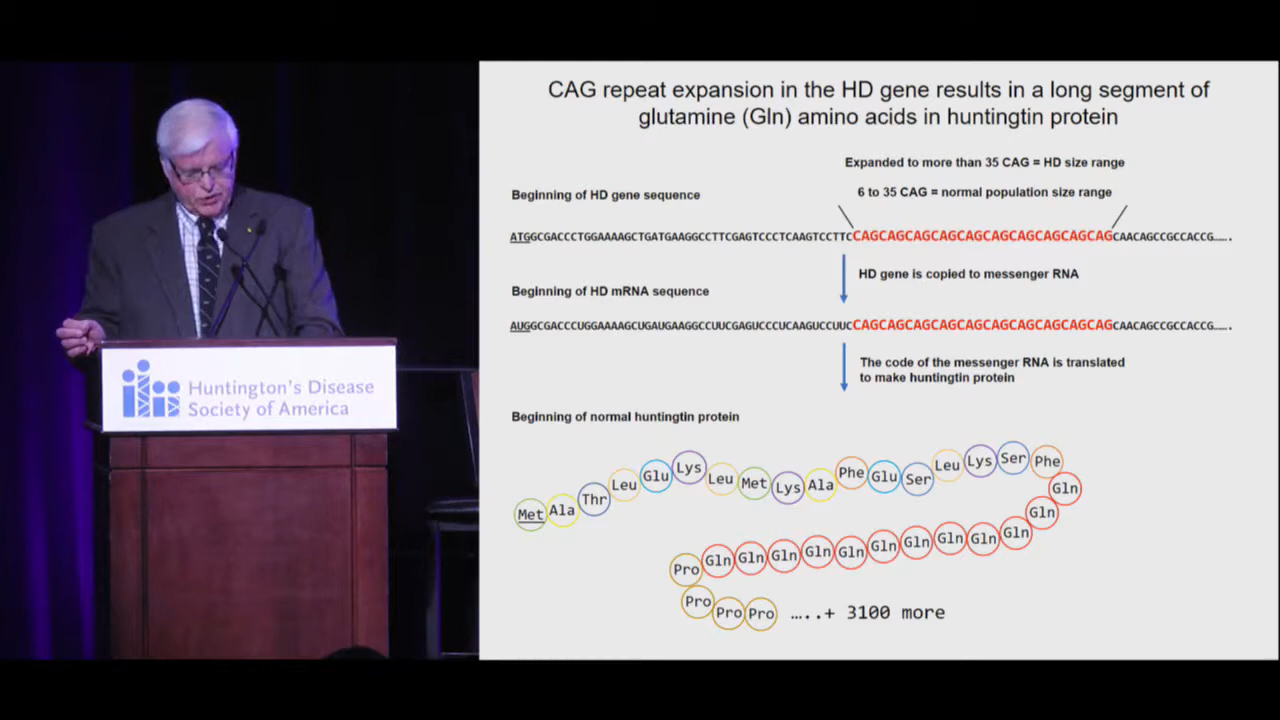 CAG repeat expansion in the HD gene results in a long segment of
glutamine (Gln) amino acids in huntingtin protein
Expanded to more than 35 CAG = HD size range
Beginning of HD gene sequence
6 to 35 CAG = normal population size range
ATGGCGACCCTGGAAAAGCTGATGAAGGCCTTCGAGTCCCTCAAGTCCTTCCAGCAGCAGCAGCAGCAGCAGCAGCAGCAGCAACAGCCGCCACCG......
HD gene is copied to messenger RNA
Beginning of HD mRNA sequence
AUGGCGACCCUGGAAAAGCUGAUGAAGGCCUUCGAGUCCCUCAAGUCCUUCCAGCAGCAGCAGCAGCAGCAGCAGCAGCAGCAACAGCCGCCACCG......
The code of the messenger RNA is translated
to make huntingtin protein
Beginning of normal huntingtin protein
Met Ala Thr Leu Glu Lys Leu Met Lys Ala Phe Glu Ser Leu Lys Ser Phe
Gln
Gln
Pro Gln Gln Gln Gln Gln Gln Gln Gln Gln Gln
Pro
Pro Pro .....+ 3100 more
Huntington's Disease
Society of America